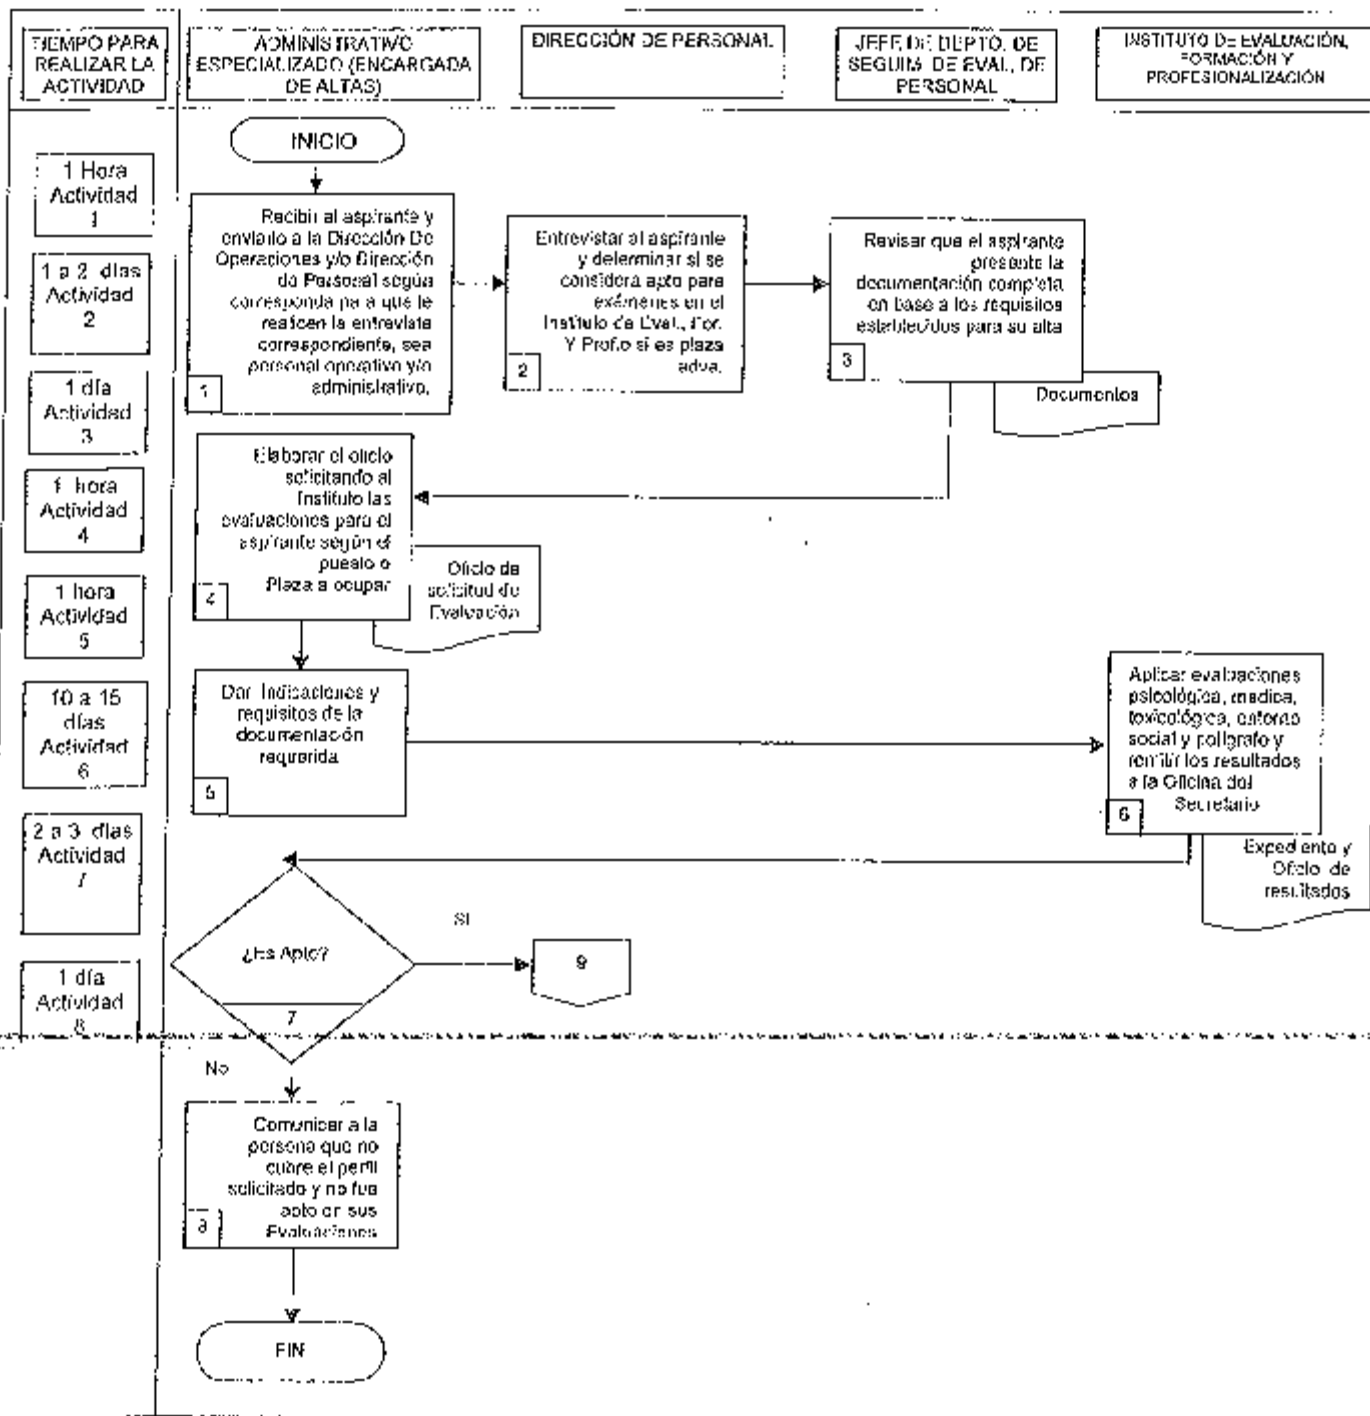 TIEMPO PARA
REALIZAR LA
ACTIVIDAD
ADMINISTRATIVO
ESPECIALIZADO (ENCARGADA
DE ALTAS)
DIRECCIÓN DE PERSONAL
JEFE DE DEPTO. DE
SEGUIM. DE EVAL. DE
PERSONAL
INSTITUTO DE EVALUACIÓN,
FORMACIÓN Y
PROFESIONALIZACIÓN
INICIO
1 Hora
Actividad
1
1 a 2 días
Actividad
2
1 día
Actividad
3
1 hora
Actividad
4
1 hora
Actividad
5
10 a 15
días
Actividad
6
2 a 3 días
Actividad
7
1 día
Actividad
8
Recibir al aspirante y
enviarlo a la Dirección De
Operaciones y/o Dirección
de Personal según
corresponda para que le
realicen la entrevista
correspondiente, sea
personal operativo y/o
administrativo.
1
Entrevistar al aspirante
y determinar si se
considera apto para
exámenes en el
Instituto de Eval., For.
Y Prof.o si es plaza
adva.
2
Revisar que el aspirante
presente la
documentación completa
en base a los requisitos
establecidos para su alta
3
Documentos
Elaborar el oficio
solicitando al
Instituto las
evaluaciones para el
aspirante según el
puesto o
Plaza a ocupar
4
Oficio de
solicitud de
Evaluación
Dar Indicaciones y
requisitos de la
documentación
requerida
5
Aplicar evaluaciones
psicológica, medica,
toxicológica, entorno
social y polígrafo y
remitir los resultados
a la Oficina del
Secretario
6
Expediente y
Oficio de
resultados
¿Es Apto?
7
SI
9
No
Comunicar a la
persona que no
cubre el perfil
solicitado y no fue
apto en sus
Evaluaciones
8
FIN